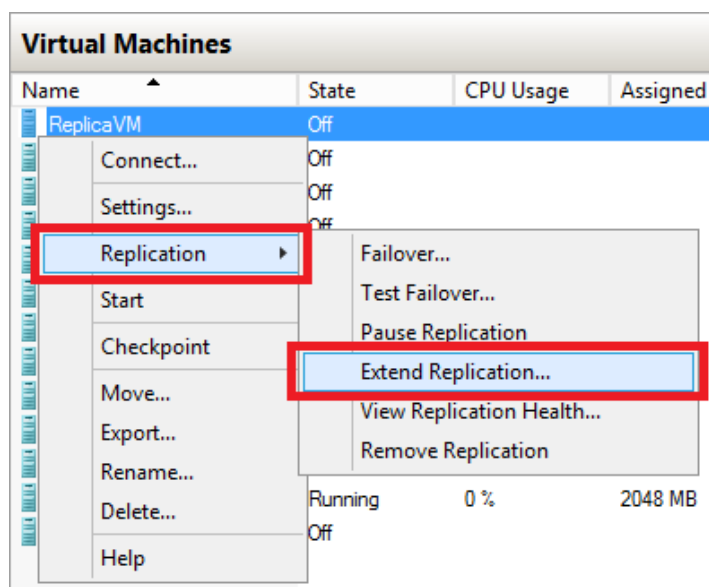 Virtual Machines
Name State CPU Usage Assigned
ReplicaVM Off
Connect... Off
Off
Settings...
Off
Replication Failover...
Start Test Failover...
Pause Replication
Checkpoint
Extend Replication...
Move...
View Replication Health...
Export...
Remove Replication
Rename...
Delete... Running 0 % 2048 MB
Off
Help